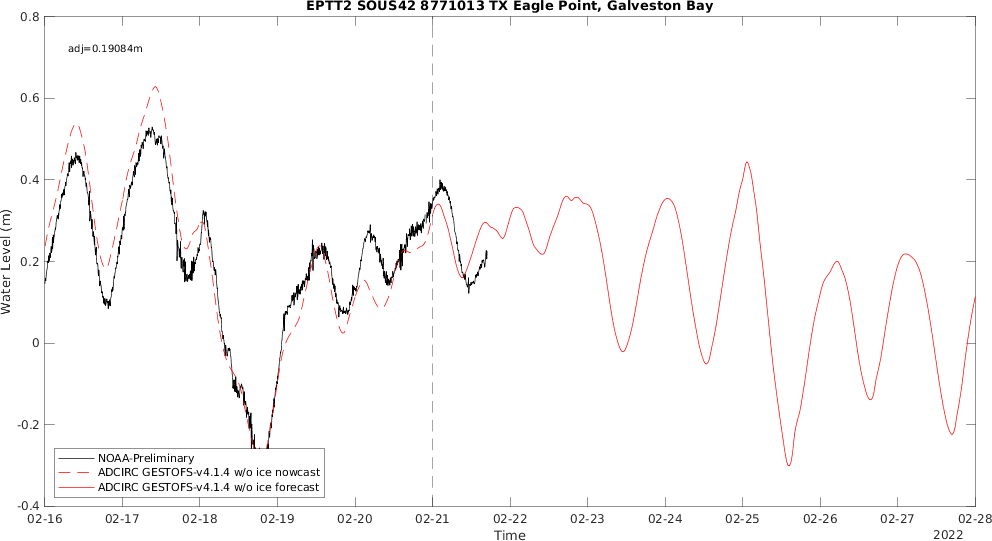 EPTT2 SOUS42 8771013 TX Eagle Point, Galveston Bay
adj=0.19084m
0.8
0.6
0.4
0.2
0
-0.2
-0.4
Water Level (m)
NOAA-Preliminary
ADCIRC GESTOFS-v4.1.4 w/o ice nowcast
ADCIRC GESTOFS-v4.1.4 w/o ice forecast
02-16 02-17 02-18 02-19 02-20 02-21 02-22 02-23 02-24 02-25 02-26 02-27 02-28
Time
2022